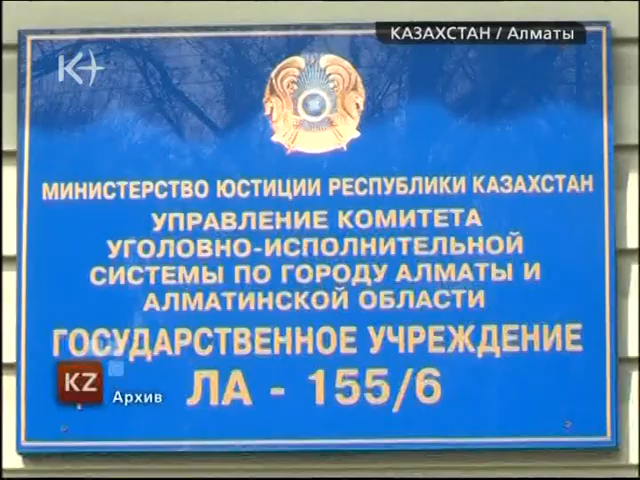 КАЗАХСТАН / Алматы
K+
МИНИСТЕРСТВО ЮСТИЦИИ РЕСПУБЛИКИ КАЗАХСТАН
УПРАВЛЕНИЕ КОМИТЕТА
УГОЛОВНО-ИСПОЛНИТЕЛЬНОЙ
СИСТЕМЫ ПО ГОРОДУ АЛМАТЫ И
АЛМАТИНСКОЙ ОБЛАСТИ
ГОСУДАРСТВЕННОЕ УЧРЕЖДЕНИЕ
ЛА - 155/6
KZ
Архив